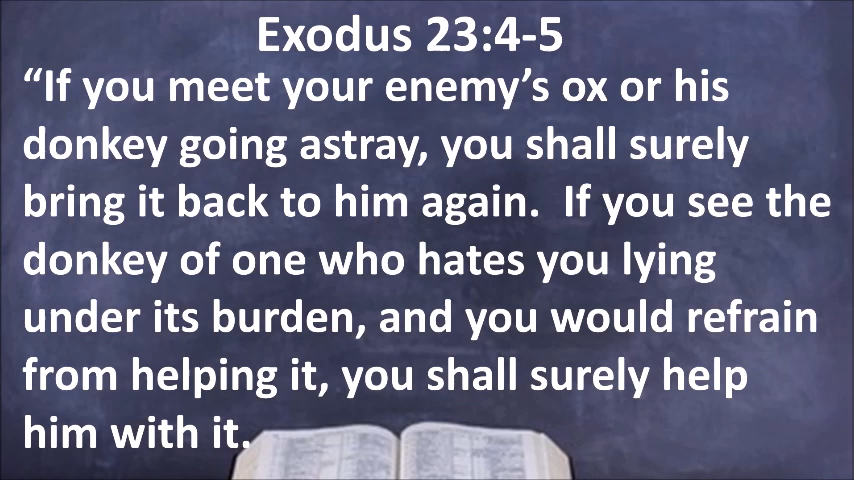 Exodus 23:4-5
“If you meet your enemy’s ox or his
donkey going astray, you shall surely
bring it back to him again.  If you see the
donkey of one who hates you lying
under its burden, and you would refrain
from helping it, you shall surely help
him with it.